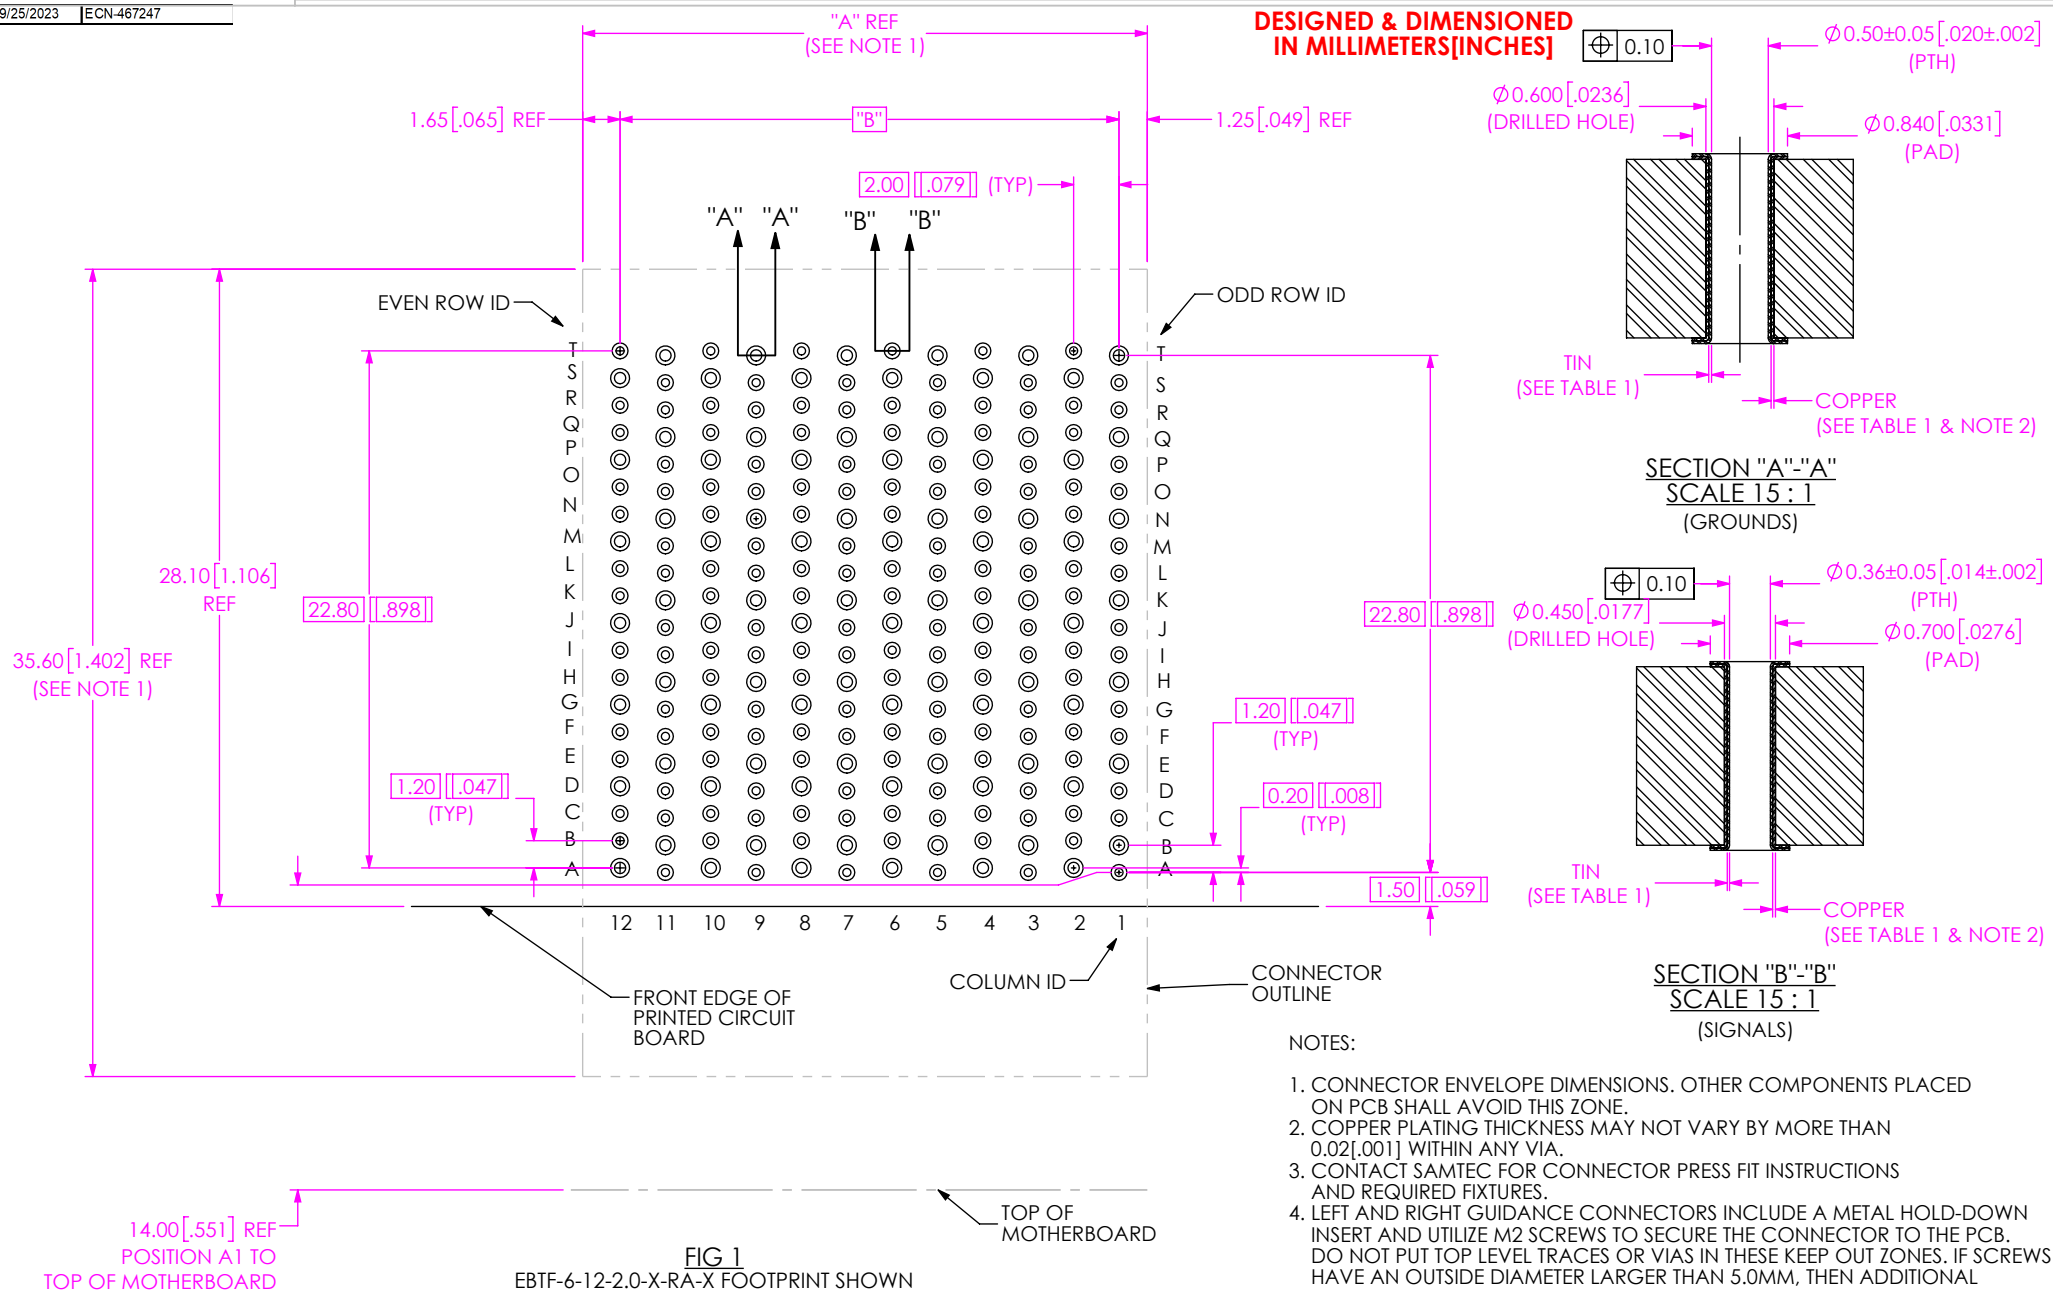 9/25/2023 ECN-467247
"A" REF
(SEE NOTE 1)
DESIGNED & DIMENSIONED
IN MILLIMETERS[INCHES]
1.65[.065] REF
"B"
1.25[.049] REF
2.00 [.079] (TYP)
"A" "A" "B" "B"
EVEN ROW ID
ODD ROW ID
T
S
R
Q
P
O
N
M
L
K
J
I
H
G
F
E
D
C
B
A
T
S
R
Q
P
O
N
M
L
K
J
I
H
G
F
E
D
C
B
A
28.10[1.106]
REF
22.80 [.898]
35.60[1.402] REF
(SEE NOTE 1)
1.20 [.047]
(TYP)
22.80 [.898]
1.20 [.047]
(TYP)
0.20 [.008]
(TYP)
1.50 [.059]
12 11 10 9 8 7 6 5 4 3 2 1
COLUMN ID
CONNECTOR
OUTLINE
FRONT EDGE OF
PRINTED CIRCUIT
BOARD
TOP OF
MOTHERBOARD
14.00[.551] REF
POSITION A1 TO
TOP OF MOTHERBOARD
FIG 1
EBTF-6-12-2.0-X-RA-X FOOTPRINT SHOWN
⌖ 0.10
Ø0.50±0.05[.020±.002]
(PTH)
Ø0.600[.0236]
(DRILLED HOLE)
Ø0.840[.0331]
(PAD)
TIN
(SEE TABLE 1)
COPPER
(SEE TABLE 1 & NOTE 2)
SECTION "A"-"A"
SCALE 15 : 1
(GROUNDS)
⌖ 0.10
Ø0.36±0.05[.014±.002]
(PTH)
Ø0.450[.0177]
(DRILLED HOLE)
Ø0.700[.0276]
(PAD)
TIN
(SEE TABLE 1)
COPPER
(SEE TABLE 1 & NOTE 2)
SECTION "B"-"B"
SCALE 15 : 1
(SIGNALS)
NOTES:
1. CONNECTOR ENVELOPE DIMENSIONS. OTHER COMPONENTS PLACED
ON PCB SHALL AVOID THIS ZONE.
2. COPPER PLATING THICKNESS MAY NOT VARY BY MORE THAN
0.02[.001] WITHIN ANY VIA.
3. CONTACT SAMTEC FOR CONNECTOR PRESS FIT INSTRUCTIONS
AND REQUIRED FIXTURES.
4. LEFT AND RIGHT GUIDANCE CONNECTORS INCLUDE A METAL HOLD-DOWN
INSERT AND UTILIZE M2 SCREWS TO SECURE THE CONNECTOR TO THE PCB.
DO NOT PUT TOP LEVEL TRACES OR VIAS IN THESE KEEP OUT ZONES. IF SCREWS
HAVE AN OUTSIDE DIAMETER LARGER THAN 5.0MM, THEN ADDITIONAL